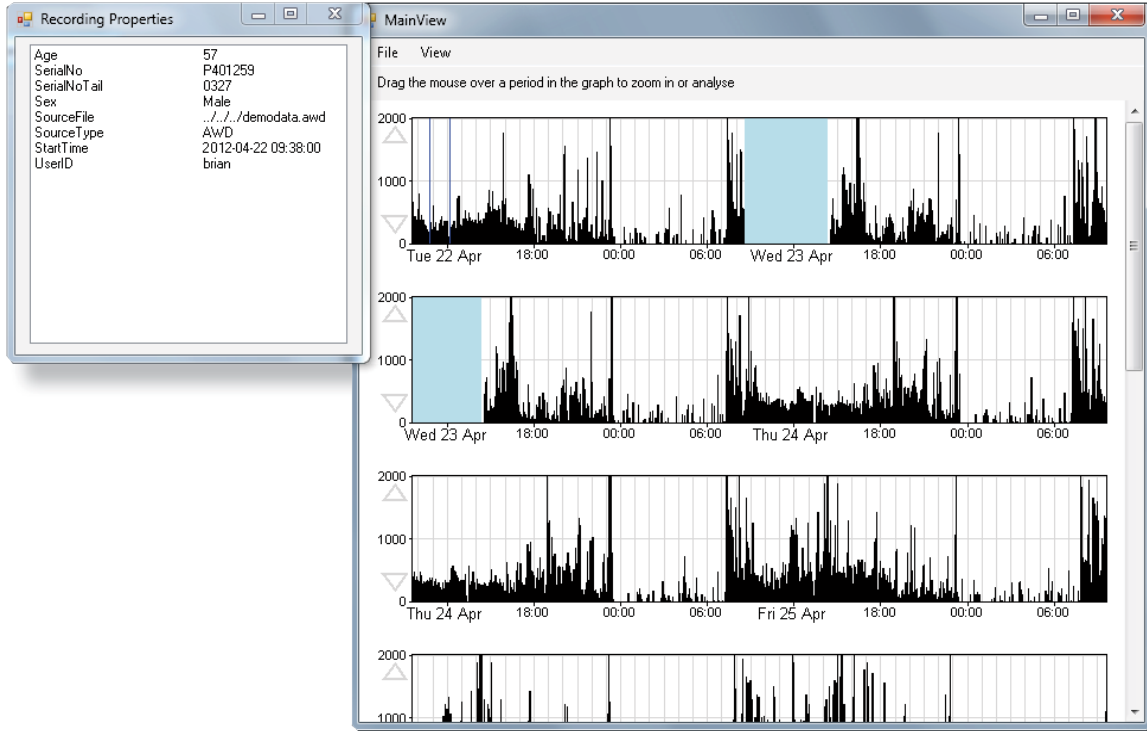 Recording Properties
Age 57
SerialNo P401259
SerialNoTail 0327
Sex Male
SourceFile ../../../demodata.awd
SourceType AWD
StartTime 2012-04-22 09:38:00
UserID brian
MainView
File View
Drag the mouse over a period in the graph to zoom in or analyse
2000
1000
0
Tue 22 Apr 18:00 00:00 06:00 Wed 23 Apr 18:00 00:00 06:00
2000
1000
0
Wed 23 Apr 18:00 00:00 06:00 Thu 24 Apr 18:00 00:00 06:00
2000
1000
0
Thu 24 Apr 18:00 00:00 06:00 Fri 25 Apr 18:00 00:00 06:00
2000
1000